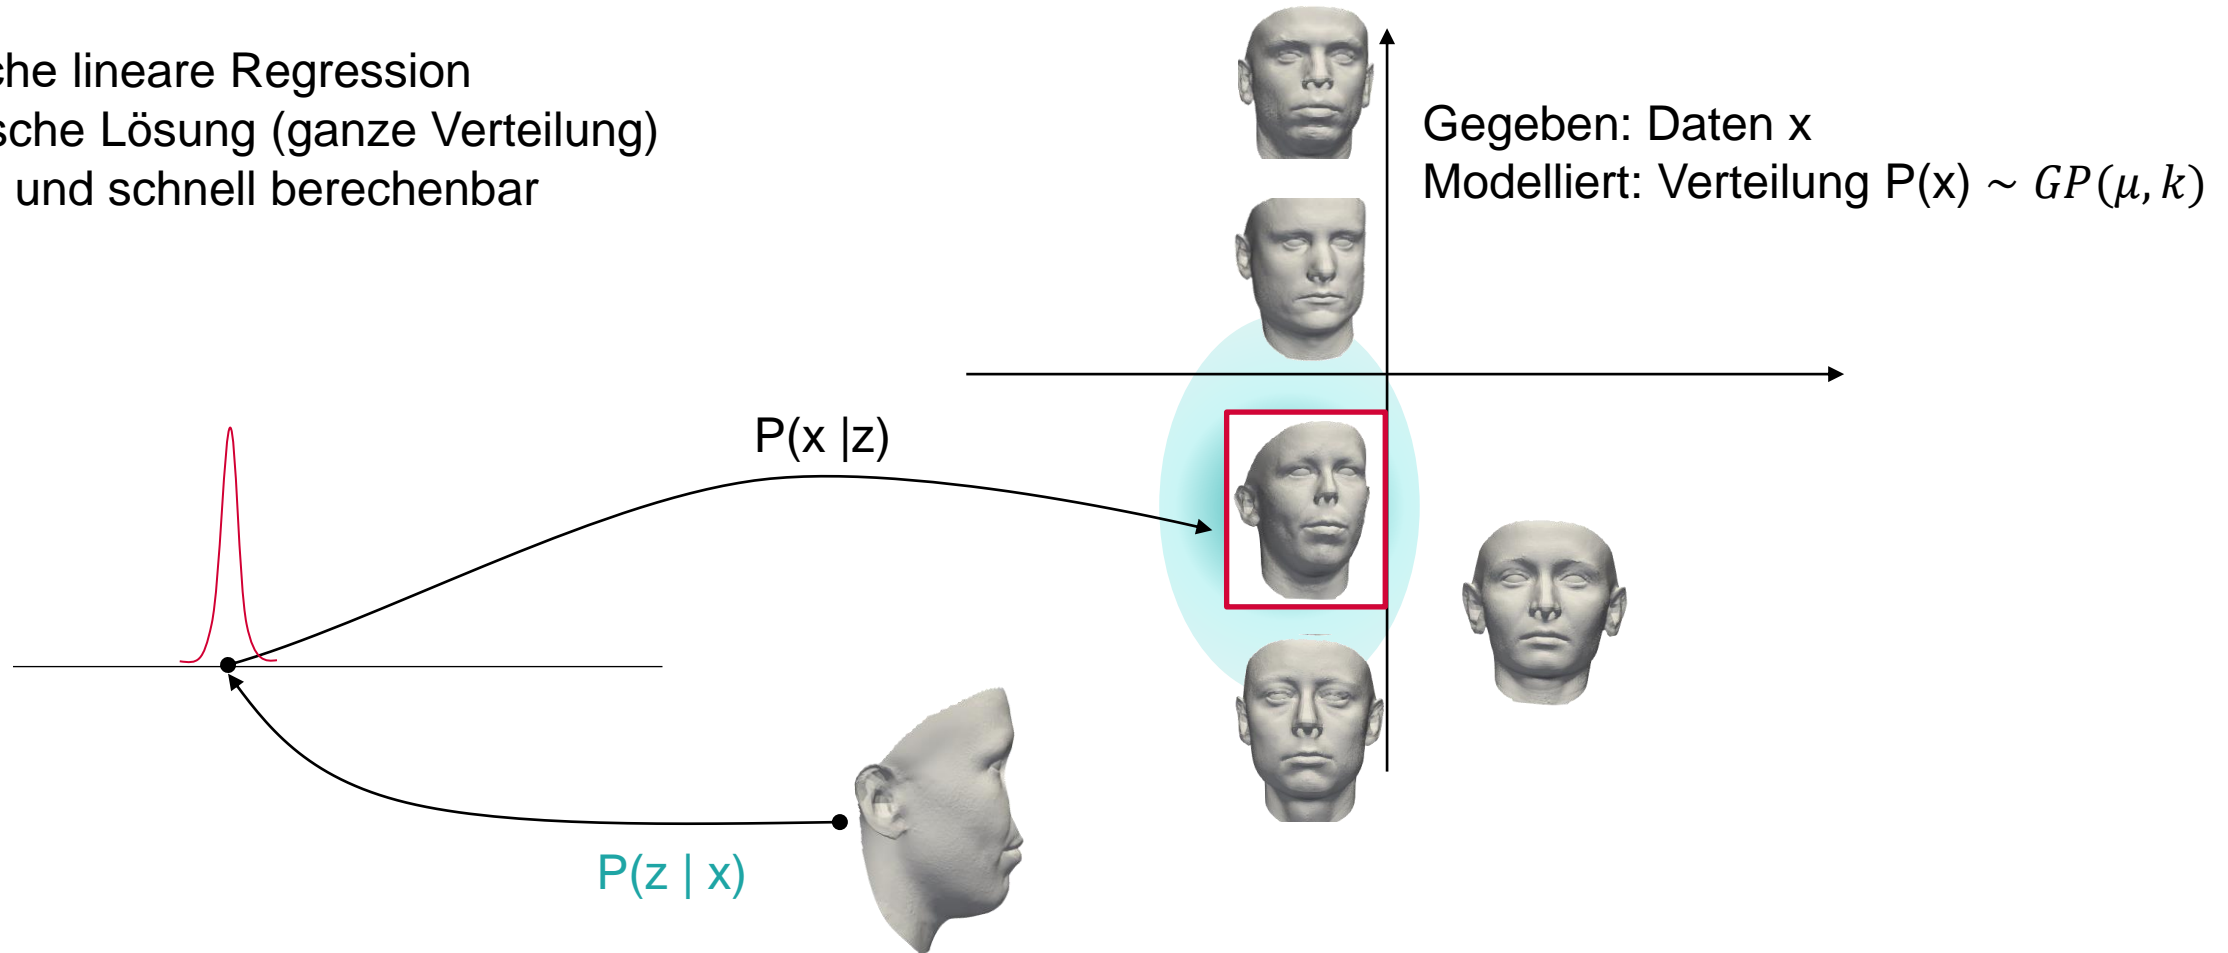 che lineare Regression
sche Lösung (ganze Verteilung)
und schnell berechenbar
Gegeben: Daten x
Modelliert: Verteilung P(x) ~ GP(μ, k)
P(x |z)
P(z | x)